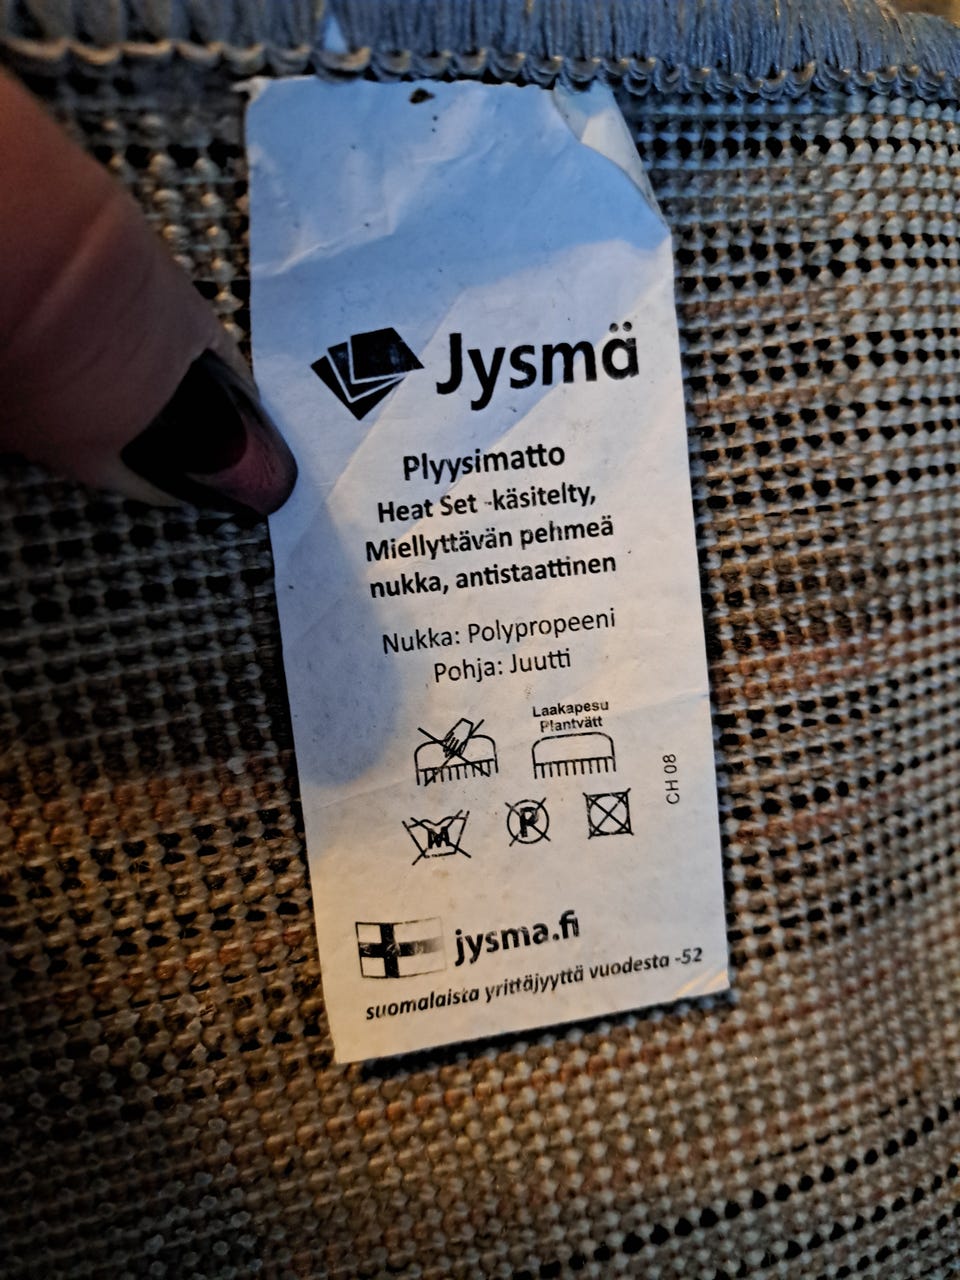 Jysmä
Plyysimatto
Heat Set -käsitelty,
Miellyttävän pehmeä
nukka, antistaattinen
Nukka: Polypropeeni
Pohja: Juutti
Laakapesu
Plantvätt
M
P
CH 08
jysma.fi
suomalaista yrittäjyyttä vuodesta -52